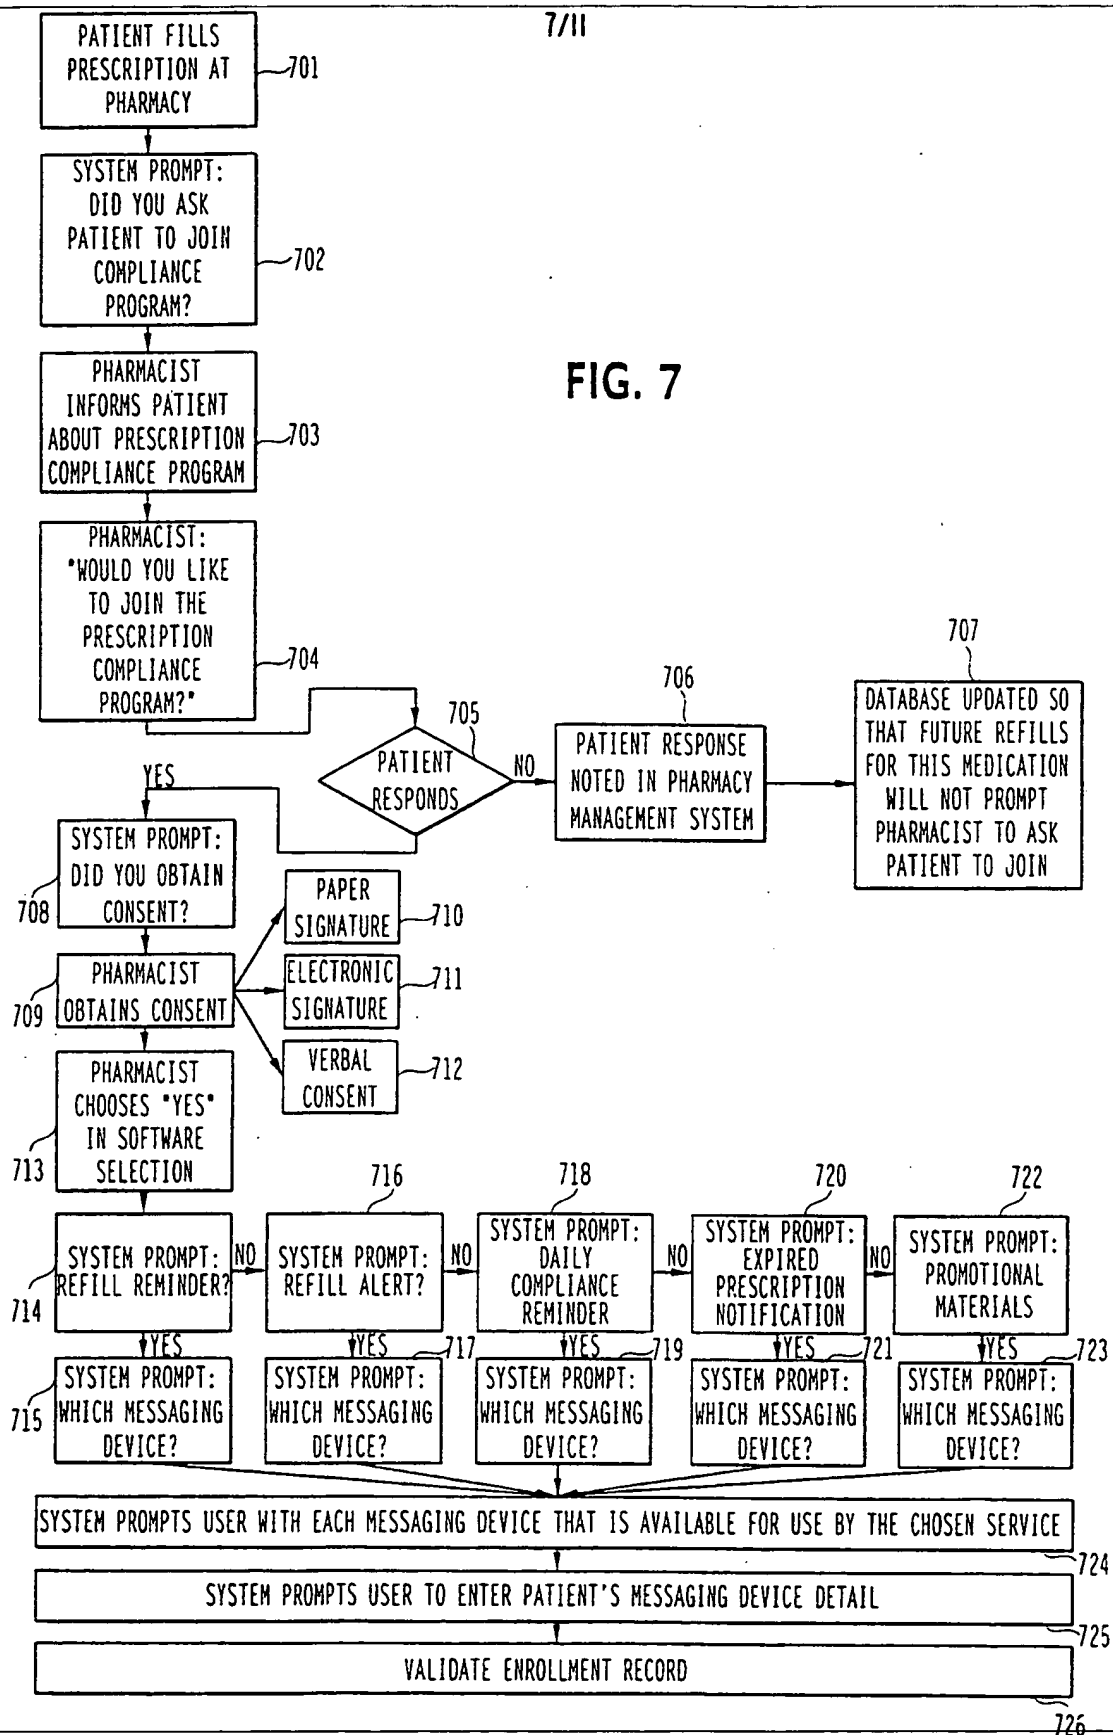 7/11
PATIENT FILLS
PRESCRIPTION AT
PHARMACY
701
SYSTEM PROMPT:
DID YOU ASK
PATIENT TO JOIN
COMPLIANCE
PROGRAM?
702
PHARMACIST
INFORMS PATIENT
ABOUT PRESCRIPTION
COMPLIANCE PROGRAM
703
FIG. 7
PHARMACIST:
"WOULD YOU LIKE
TO JOIN THE
PRESCRIPTION
COMPLIANCE
PROGRAM?"
704
705
PATIENT
RESPONDS
NO
706
PATIENT RESPONSE
NOTED IN PHARMACY
MANAGEMENT SYSTEM
707
DATABASE UPDATED SO
THAT FUTURE REFILLS
FOR THIS MEDICATION
WILL NOT PROMPT
PHARMACIST TO ASK
PATIENT TO JOIN
YES
SYSTEM PROMPT:
DID YOU OBTAIN
CONSENT?
708
PHARMACIST
OBTAINS CONSENT
709
PAPER
SIGNATURE
710
ELECTRONIC
SIGNATURE
711
VERBAL
CONSENT
712
PHARMACIST
CHOOSES "YES"
IN SOFTWARE
SELECTION
713
SYSTEM PROMPT:
REFILL REMINDER?
714
NO
716
SYSTEM PROMPT:
REFILL ALERT?
NO
718
SYSTEM PROMPT:
DAILY
COMPLIANCE
REMINDER
NO
720
SYSTEM PROMPT:
EXPIRED
PRESCRIPTION
NOTIFICATION
NO
722
SYSTEM PROMPT:
PROMOTIONAL
MATERIALS
YES
SYSTEM PROMPT:
WHICH MESSAGING
DEVICE?
715
YES
717
SYSTEM PROMPT:
WHICH MESSAGING
DEVICE?
YES
719
SYSTEM PROMPT:
WHICH MESSAGING
DEVICE?
YES
721
SYSTEM PROMPT:
WHICH MESSAGING
DEVICE?
YES
723
SYSTEM PROMPT:
WHICH MESSAGING
DEVICE?
SYSTEM PROMPTS USER WITH EACH MESSAGING DEVICE THAT IS AVAILABLE FOR USE BY THE CHOSEN SERVICE
724
SYSTEM PROMPTS USER TO ENTER PATIENT'S MESSAGING DEVICE DETAIL
725
VALIDATE ENROLLMENT RECORD
726